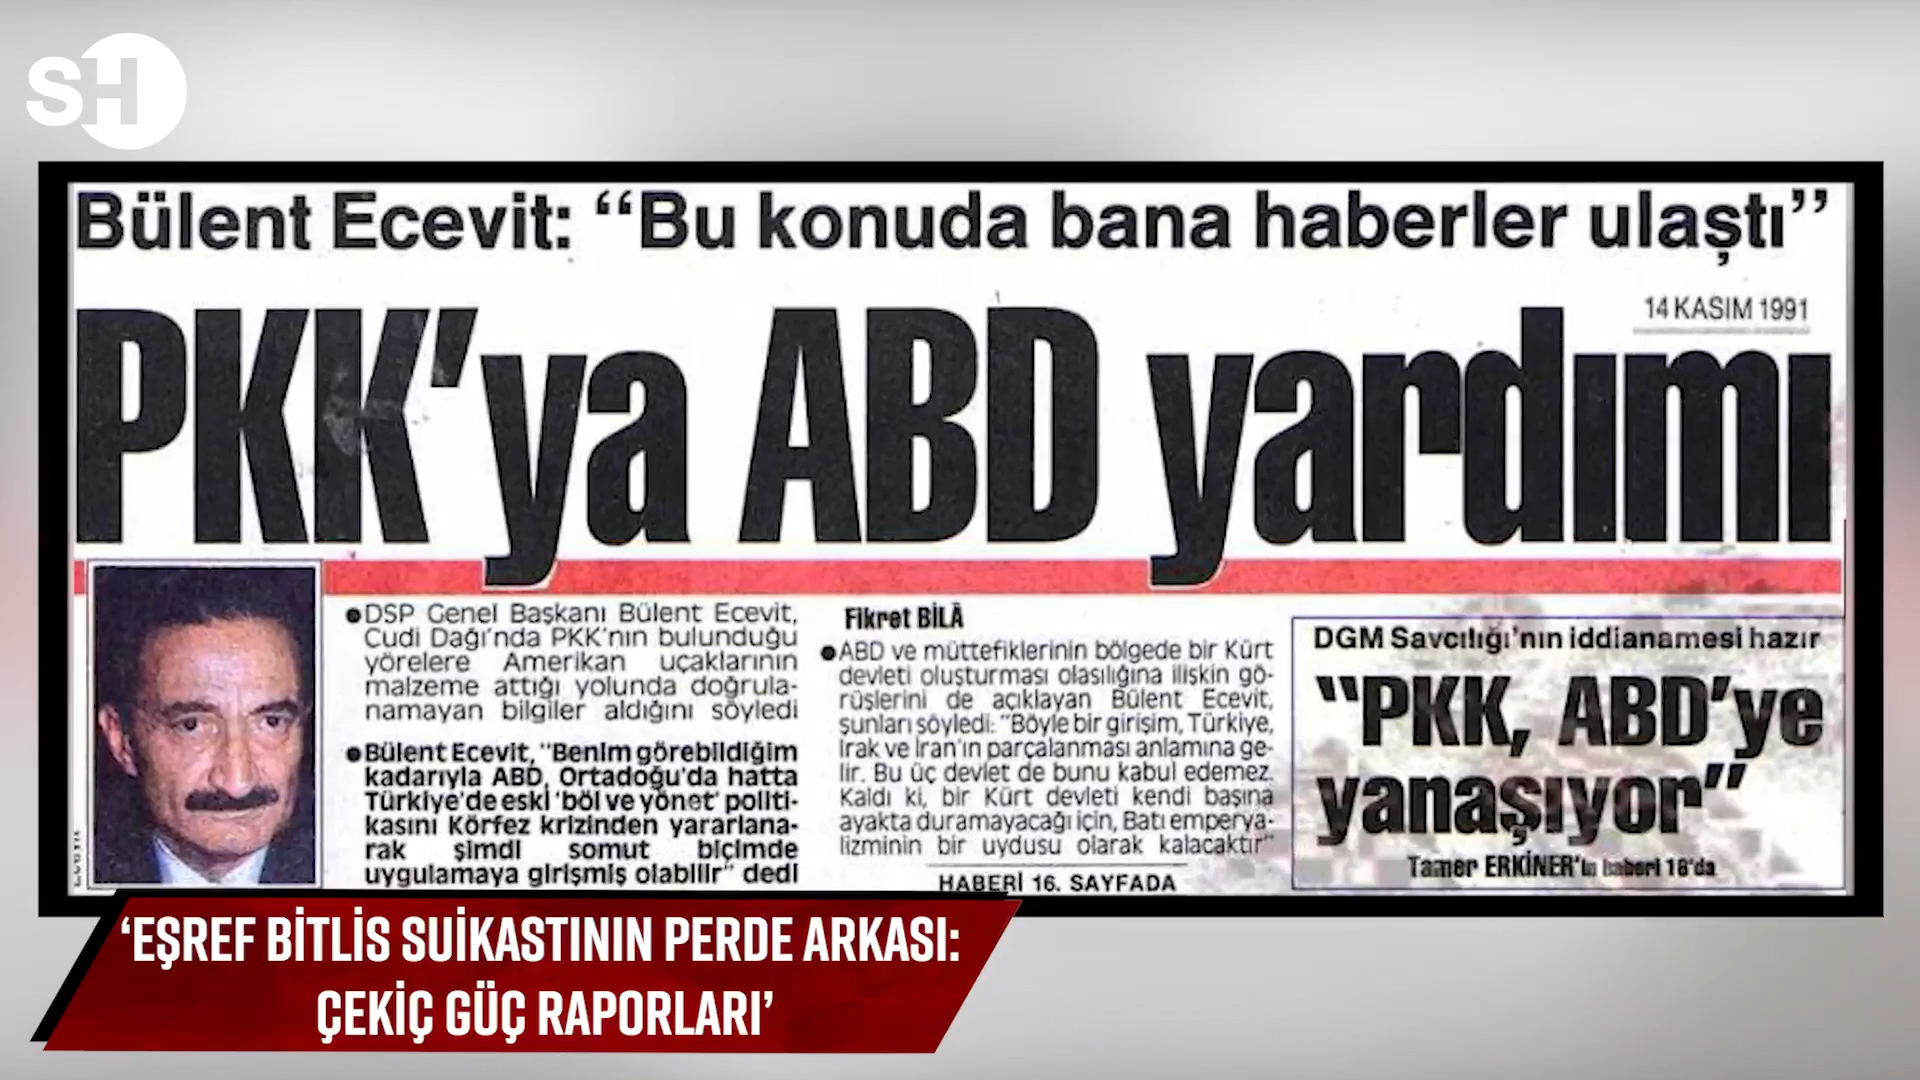 SH
Bülent Ecevit: “Bu konuda bana haberler ulaştı”
14 KASIM 1991
PKK'ya ABD yardımı
●DSP Genel Başkanı Bülent Ecevit,
Cudi Dağı'nda PKK'nın bulunduğu
yörelere Amerikan uçaklarının
malzeme attığı yolunda doğrula-
namayan bilgiler aldığını söyledi
●Bülent Ecevit, "Benim görebildiğim
kadarıyla ABD, Ortadoğu'da hatta
Türkiye'de eski 'böl ve yönet' politi-
kasını Körfez krizinden yararlana-
rak şimdi somut biçimde
uygulamaya girişmiş olabilir" dedi
Fikret BİLÂ
●ABD ve müttefiklerinin bölgede bir Kürt
devleti oluşturması olasılığına ilişkin gö-
rüşlerini de açıklayan Bülent Ecevit,
şunları söyledi: "Böyle bir girişim, Türkiye,
Irak ve İran'ın parçalanması anlamına ge-
lir. Bu üç devlet de bunu kabul edemez.
Kaldı ki, bir Kürt devleti kendi başına
ayakta duramayacağı için, Batı emperya-
lizminin bir uydusu olarak kalacaktır"
HABERİ 16. SAYFADA
DGM Savcılığı'nın iddianamesi hazır
"PKK, ABD'ye
yanaşıyor"
Tamer ERKİNER'in haberi 16'da
‘EŞREF BİTLİS SUİKASTININ PERDE ARKASI:
ÇEKİÇ GÜÇ RAPORLARI’